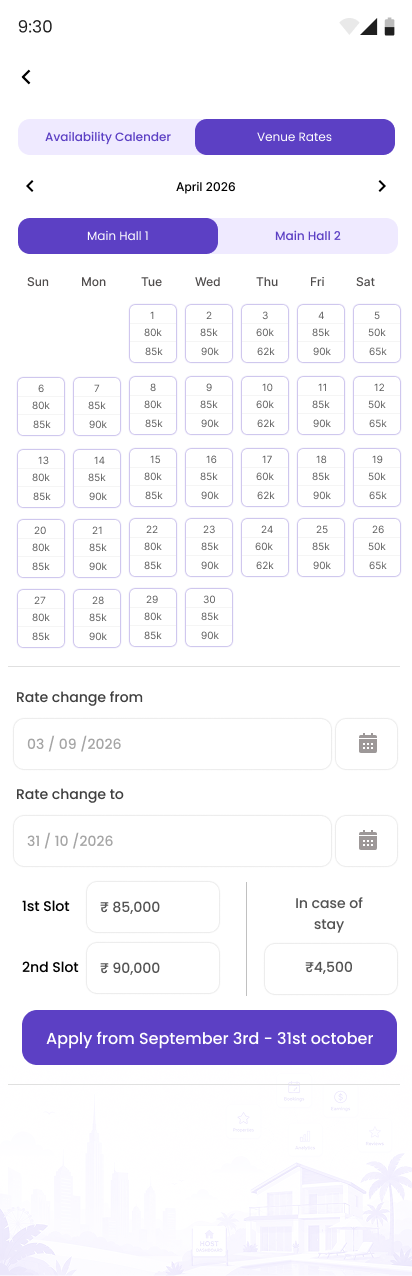 9:30
Availability Calender Venue Rates
April 2026
Main Hall 1 Main Hall 2
Sun Mon Tue Wed Thu Fri Sat
1 2 3 4 5
80k 85k 60k 85k 50k
85k 90k 62k 90k 65k
6 7 8 9 10 11 12
80k 85k 80k 85k 60k 85k 50k
85k 90k 85k 90k 62k 90k 65k
13 14 15 16 17 18 19
80k 85k 80k 85k 60k 85k 50k
85k 90k 85k 90k 62k 90k 65k
20 21 22 23 24 25 26
80k 85k 80k 85k 60k 85k 50k
85k 90k 85k 90k 62k 90k 65k
27 28 29 30
80k 85k 80k 85k
85k 90k 85k 90k
Rate change from
03 / 09 /2026
Rate change to
31 / 10 /2026
1st Slot ₹ 85,000
2nd Slot ₹ 90,000
In case of
stay
₹4,500
Apply from September 3rd - 31st october
HOST